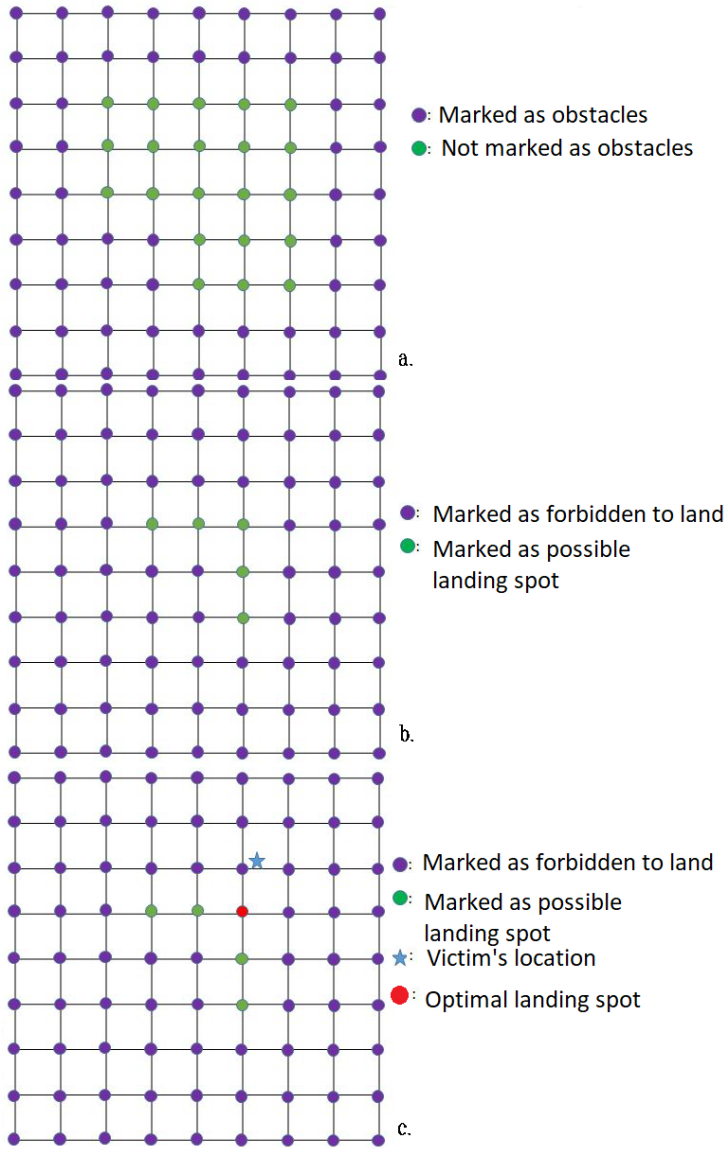 : Marked as obstacles
: Not marked as obstacles
a.
: Marked as forbidden to land
: Marked as possible
landing spot
b.
: Marked as forbidden to land
: Marked as possible
landing spot
: Victim's location
: Optimal landing spot
c.